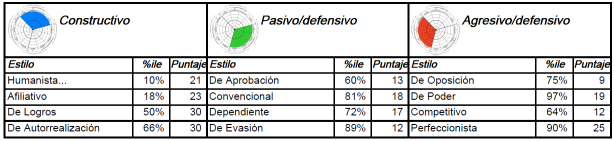 Constructivo Pasivo/defensivo Agresivo/defensivo
Estilo %ile Puntaje Estilo %ile Puntaje Estilo %ile Puntaje
Humanista... 10% 21 De Aprobación 60% 13 De Oposición 75% 9
Afiliativo 18% 23 Convencional 81% 18 De Poder 97% 19
De Logros 50% 30 Dependiente 72% 17 Competitivo 64% 12
De Autorrealización 66% 30 De Evasión 89% 12 Perfeccionista 90% 25